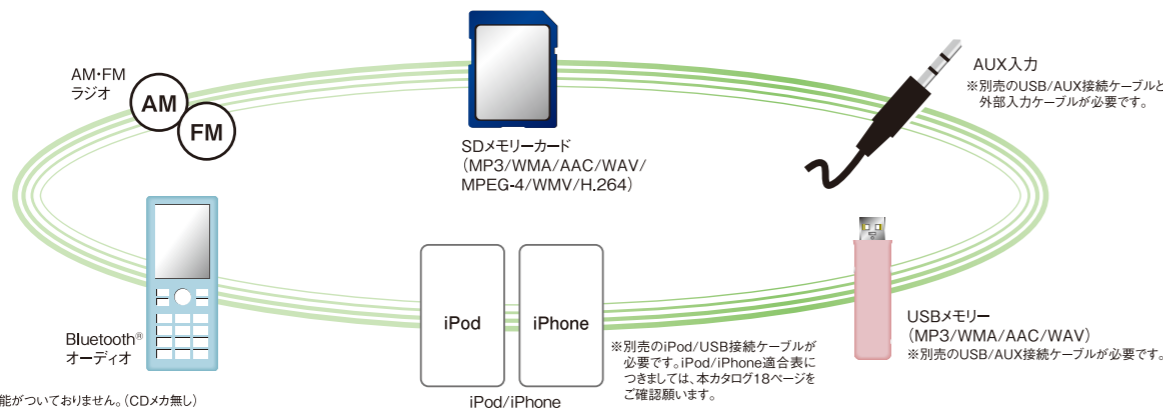 AM・FM
ラジオ
AM
FM
SDメモリーカード
(MP3/WMA/AAC/WAV/
MPEG-4/WMV/H.264)
AUX入力
※別売のUSB/AUX接続ケーブルと
外部入力ケーブルが必要です。
Bluetooth®
オーディオ
iPod
iPhone
iPod/iPhone
※別売のiPod/USB接続ケーブルが
必要です。iPod/iPhone適合表に
つきましては、本カタログ18ページを
ご確認願います。
USBメモリー
(MP3/WMA/AAC/WAV)
※別売のUSB/AUX接続ケーブルが必要です。
能がついておりません。(CDメカ無し)